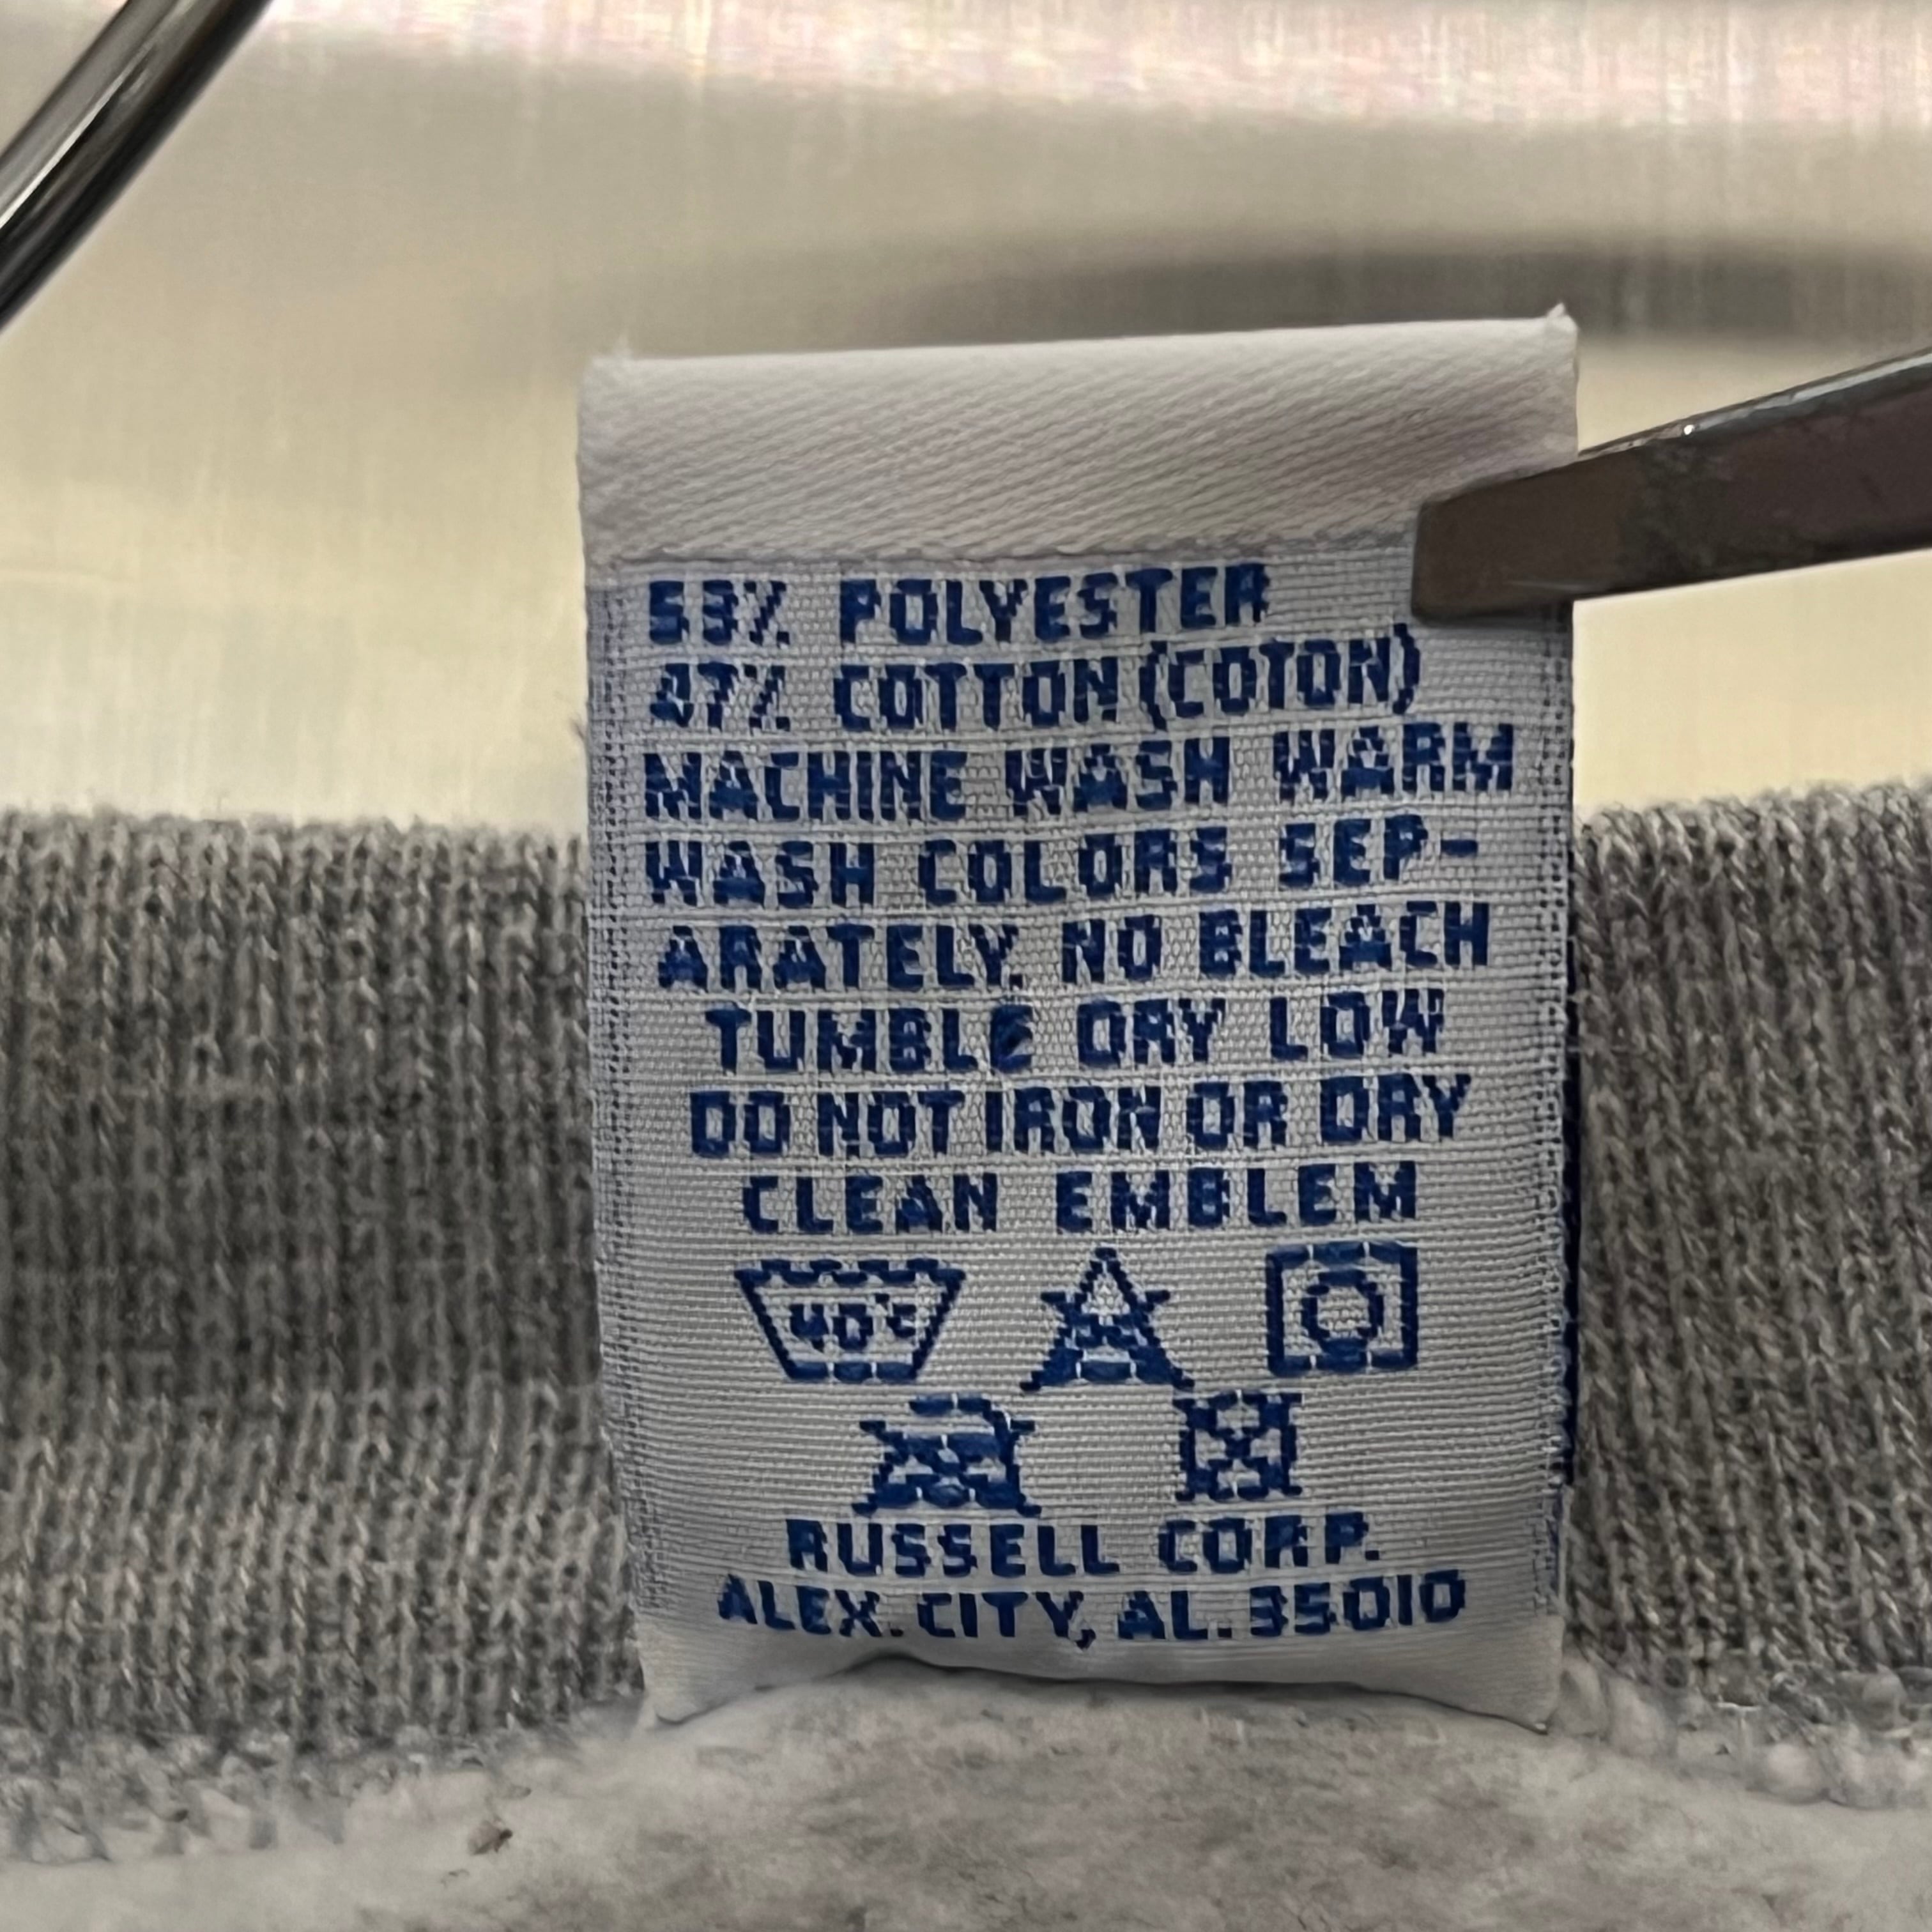 53% POLYESTER
47% COTTON (COTON)
MACHINE WASH WARM
WASH COLORS SEP-
ARATELY. NO BLEACH
TUMBLE DRY LOW
DO NOT IRON OR DRY
CLEAN EMBLEM
40°C
RUSSELL CORP.
ALEX. CITY, AL. 35010